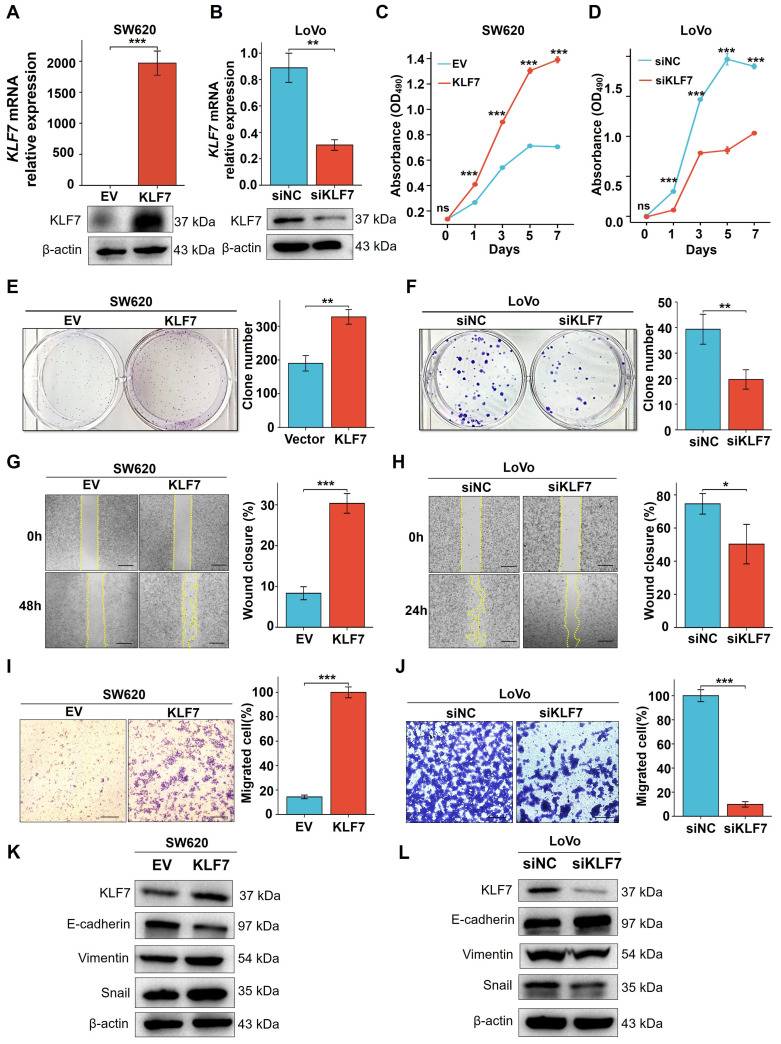 A
SW620
***
KLF7 mRNA
relative expression
2000
1500
1000
500
0
EV KLF7
KLF7 37 kDa
β-actin 43 kDa
B
LoVo
**
KLF7 mRNA
relative expression
1.0
0.8
0.6
0.4
0.2
0.0
siNC siKLF7
KLF7 37 kDa
β-actin 43 kDa
C
SW620
EV
KLF7
Absorbance (OD490)
1.4
1.2
1.0
0.8
0.6
0.4
0.2
ns *** *** *** ***
0 1 3 5 7
Days
D
LoVo
siNC
siKLF7
Absorbance (OD490)
2.0
1.5
1.0
0.5
0.0
ns *** *** *** ***
0 1 3 5 7
Days
E
SW620
EV KLF7
**
Clone number
300
200
100
0
Vector KLF7
F
LoVo
siNC siKLF7
**
Clone number
60
40
20
0
siNC siKLF7
G
SW620
EV KLF7
0h
48h
***
Wound closure (%)
30
20
10
0
EV KLF7
H
LoVo
siNC siKLF7
0h
24h
*
Wound closure (%)
80
60
40
20
0
siNC siKLF7
I
SW620
EV KLF7
***
Migrated cell(%)
100
80
60
40
20
0
EV KLF7
J
LoVo
siNC siKLF7
***
Migrated cell(%)
100
80
60
40
20
0
siNC siKLF7
K
SW620
EV KLF7
KLF7 37 kDa
E-cadherin 97 kDa
Vimentin 54 kDa
Snail 35 kDa
β-actin 43 kDa
L
LoVo
siNC siKLF7
KLF7 37 kDa
E-cadherin 97 kDa
Vimentin 54 kDa
Snail 35 kDa
β-actin 43 kDa